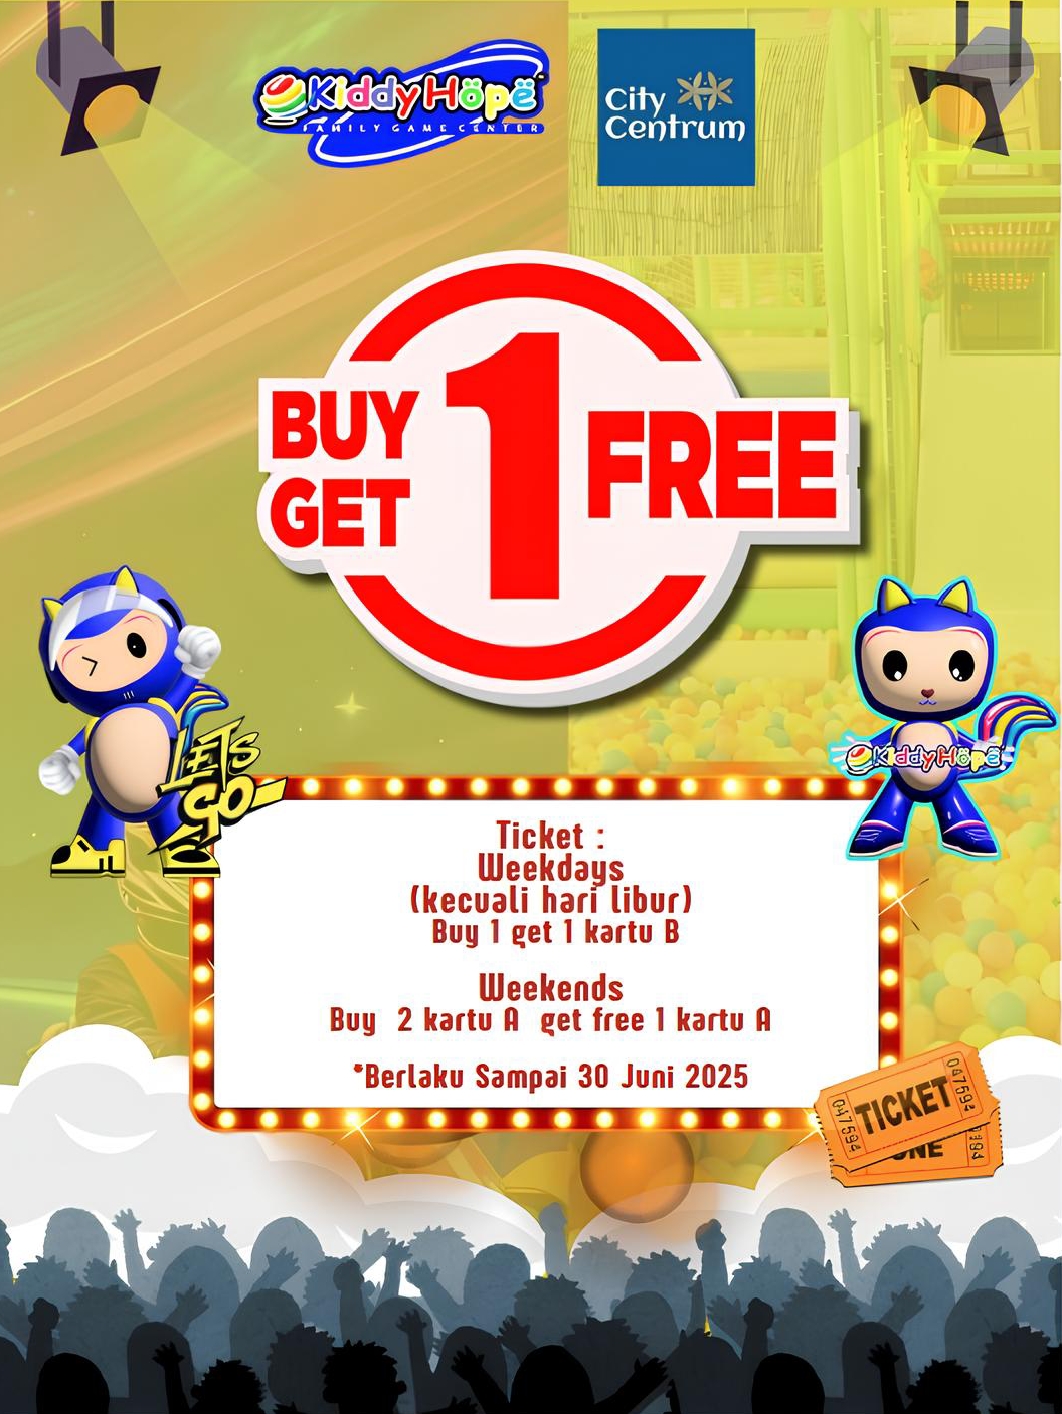 KiddyHöpë
FAMILY GAME CENTER
City
Centrum
BUY
GET
1
FREE
LETS
GO
KiddyHöpë
Ticket :
Weekdays
(kecuali hari libur)
Buy 1 get 1 kartu B
Weekends
Buy 2 kartu A get free 1 kartu A
*Berlaku Sampai 30 Juni 2025
047594
TICKET
047594
ONE